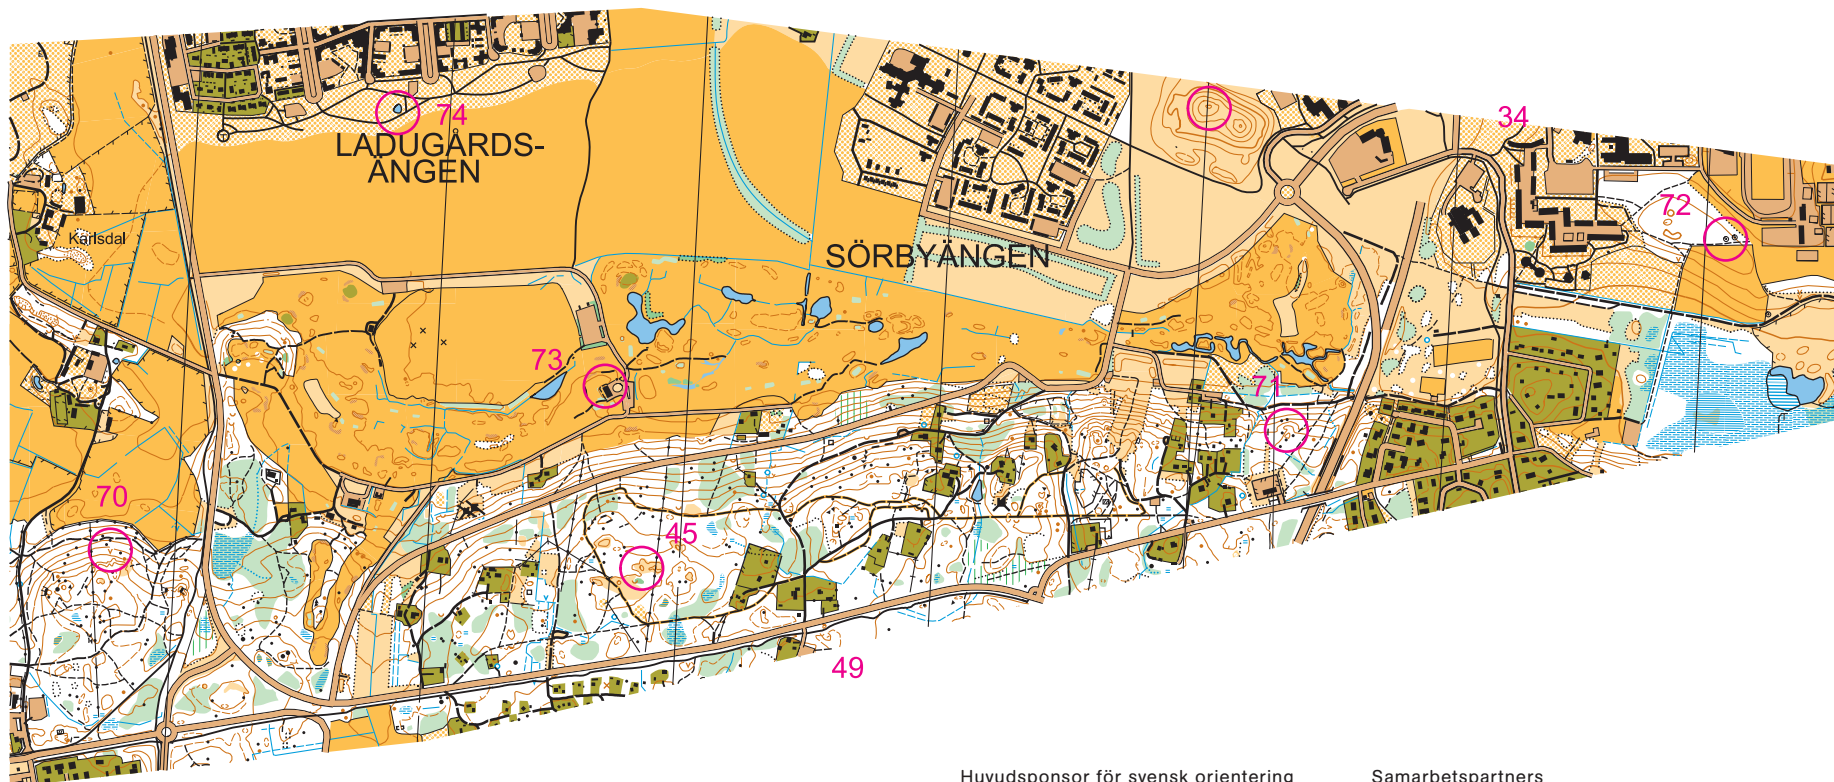 74
LADUGÅRDS-
ÄNGEN
34
72
Karlsdal
SÖRBYÄNGEN
73
71
70
45
49
Huvudsponsor för svensk orientering
Samarbetspartners